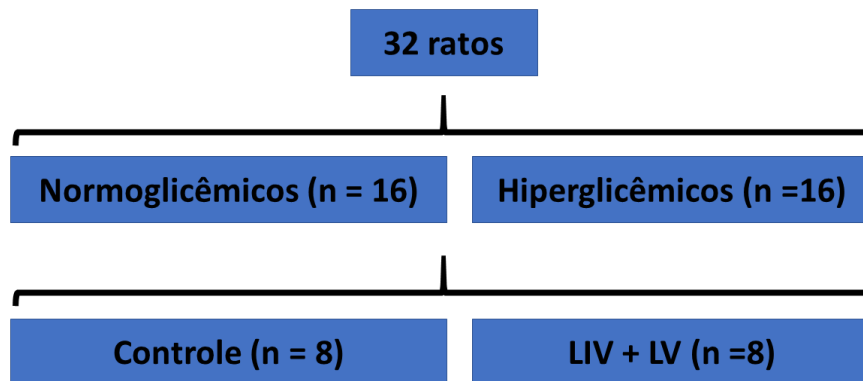 32 ratos
Normoglicêmicos (n = 16)
Hiperglicêmicos (n =16)
Controle (n = 8)
LIV + LV (n =8)